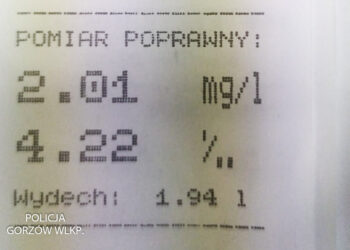 POMIAR POPRAWNY:
2.01 mg/l
4.22 ‰
Wydech: 1.94 l
POLICJA
GORZÓW WLKP.